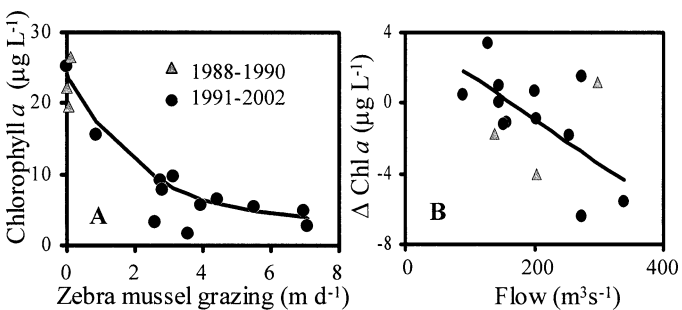 30
20
10
0
0 2 4 6 8
Chlorophyll a (µg L-1)
Zebra mussel grazing (m d-1)
1988-1990
1991-2002
A
4
0
-4
-8
0 200 400
Δ Chl a (µg L-1)
Flow (m3s-1)
B